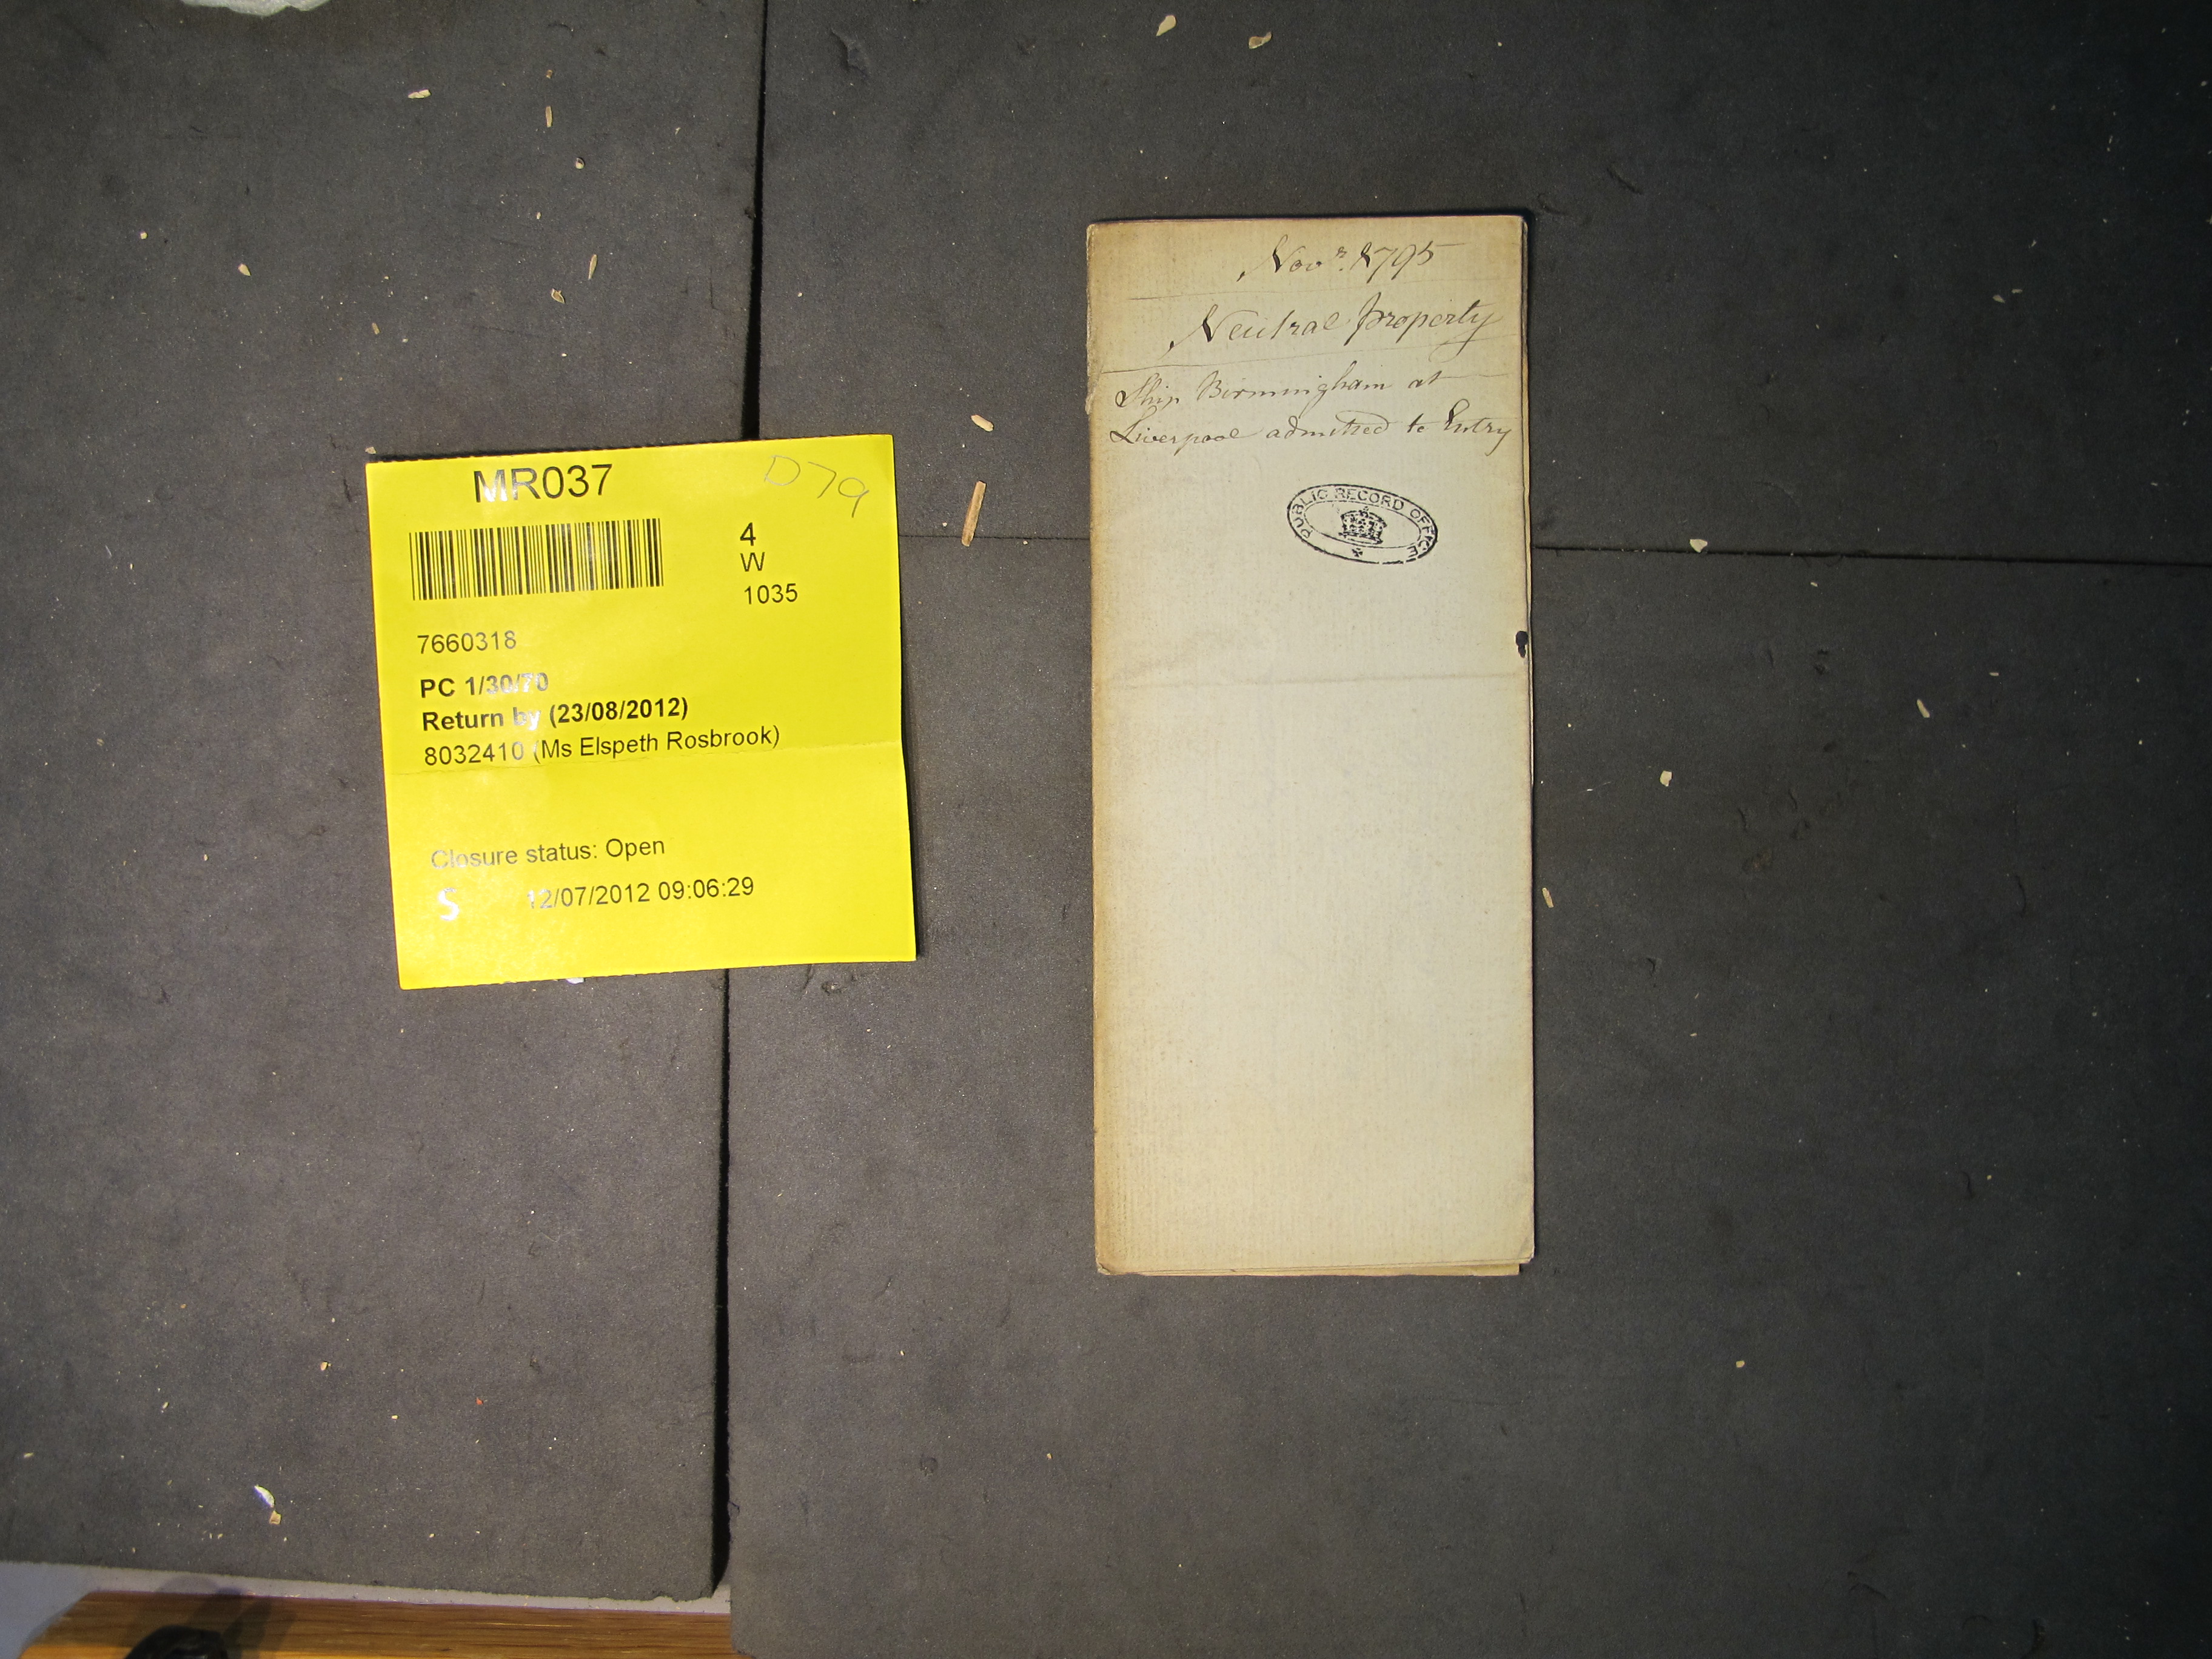 MR037
D79
4
W
1035
7660318
PC 1/30/70
Return by (23/08/2012)
8032410 (Ms Elspeth Rosbrook)
Closure status: Open
S 12/07/2012 09:06:29
Novr. 1795
Neutral property
Ship Birmingham at
Liverpool admitted to Entry
PUBLIC RECORD OFFICE